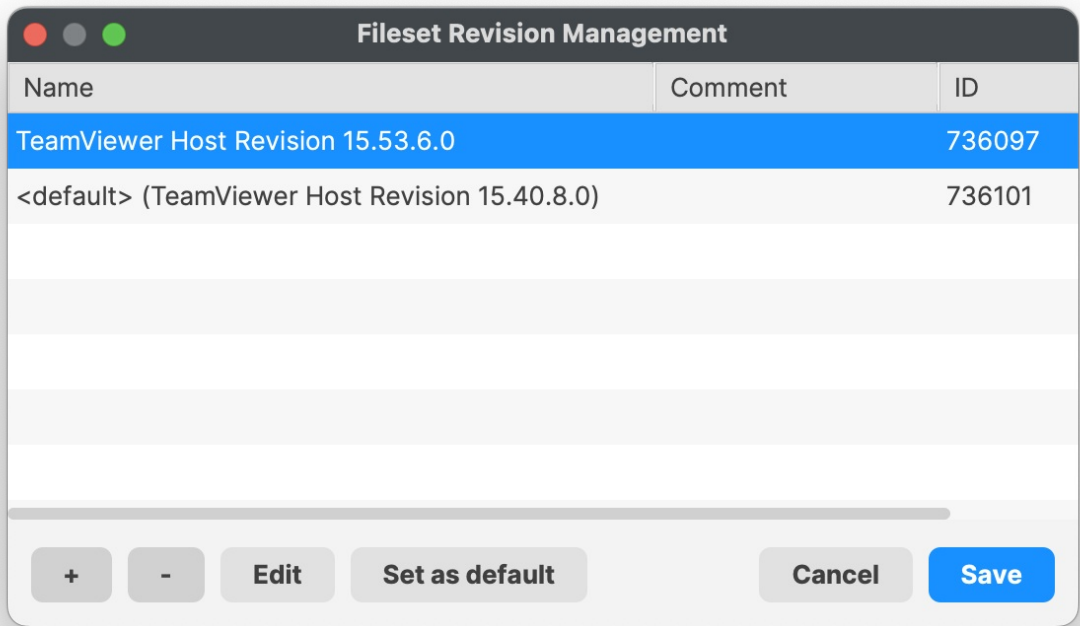 Fileset Revision Management
Name Comment ID
TeamViewer Host Revision 15.53.6.0 736097
<default> (TeamViewer Host Revision 15.40.8.0) 736101
+ - Edit Set as default Cancel Save